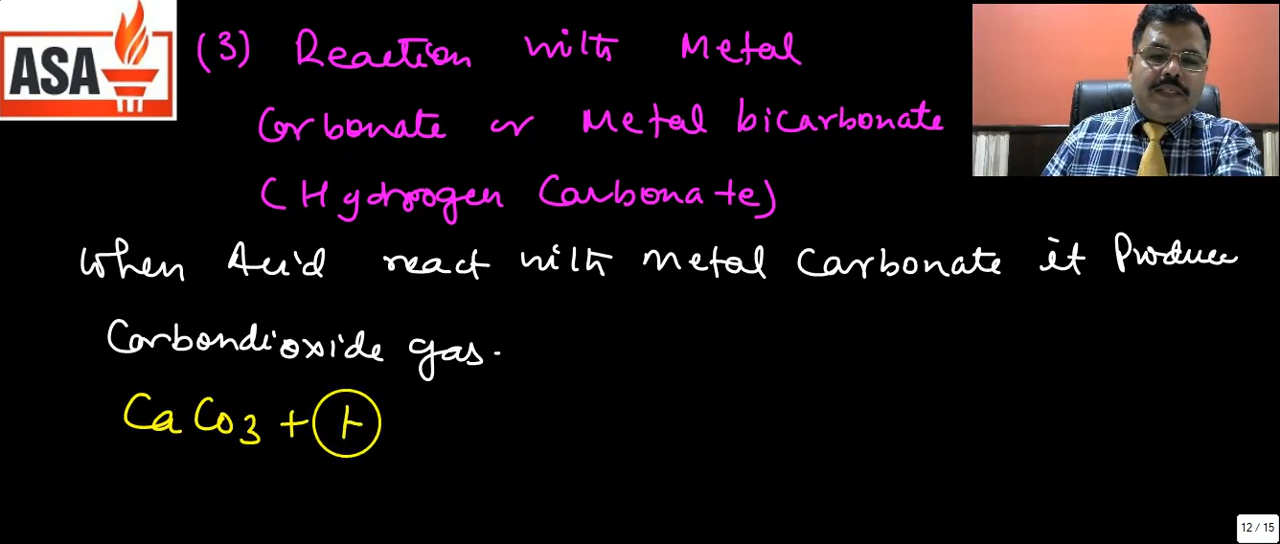 ASA
(3) Reaction with Metal
Carbonate or Metal bicarbonate
(Hydrogen Carbonate)
When Acid react with Metal Carbonate it Produce
Carbondioxide gas.
CaCO3 +
12 / 15